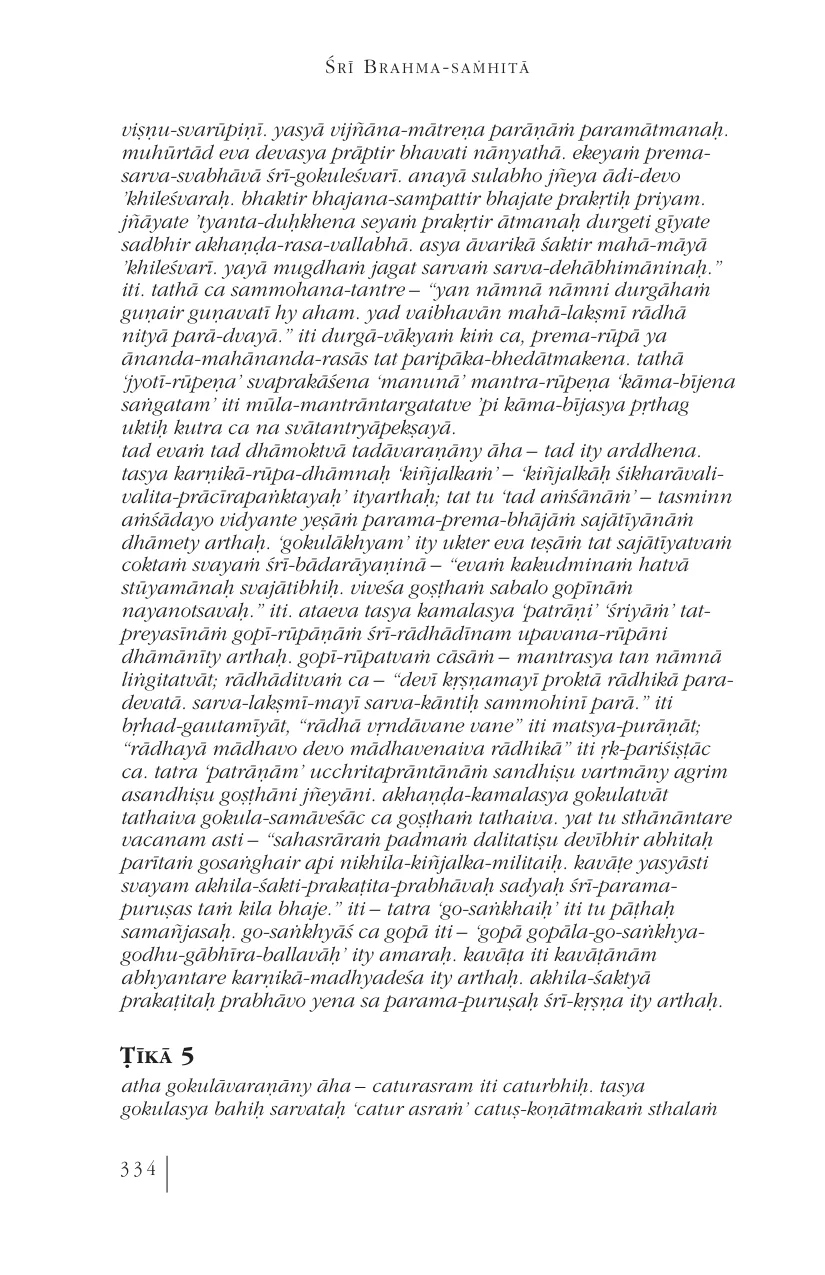 Śrī Brahma-saṁhitā
viṣṇu-svarūpiṇī. yasyā vijñāna-mātreṇa parāṇāṁ paramātmanaḥ.
muhūrtād eva devasya prāptir bhavati nānyathā. ekeyaṁ prema-
sarva-svabhāvā śrī-gokuleśvarī. anayā sulabho jñeya ādi-devo
’khileśvaraḥ. bhaktir bhajana-sampattir bhajate prakṛtiḥ priyam.
jñāyate ’tyanta-duḥkhena seyaṁ prakṛtir ātmanaḥ durgeti gīyate
sadbhir akhaṇḍa-rasa-vallabhā. asya āvarikā śaktir mahā-māyā
’khileśvarī. yayā mugdhaṁ jagat sarvaṁ sarva-dehābhimāninaḥ.”
iti. tathā ca sammohana-tantre – “yan nāmnā nāmni durgāhaṁ
guṇair guṇavatī hy aham. yad vaibhavān mahā-lakṣmī rādhā
nityā parā-dvayā.” iti durgā-vākyaṁ kiṁ ca, prema-rūpā ya
ānanda-mahānanda-rasās tat paripāka-bhedātmakena. tathā
‘jyotī-rūpeṇa’ svaprakāśena ‘manunā’ mantra-rūpeṇa ‘kāma-bījena
saṅgatam’ iti mūla-mantrāntargatatve ’pi kāma-bījasya pṛthag
uktiḥ kutra ca na svātantryāpekṣayā.
tad evaṁ tad dhāmoktvā tadāvaraṇāny āha – tad ity arddhena.
tasya karṇikā-rūpa-dhāmnaḥ ‘kiñjalkaṁ’ – ‘kiñjalkāḥ śikharāvali-
valita-prācīrapaṅktayaḥ’ ityarthaḥ; tat tu ‘tad aṁśānāṁ’ – tasminn
aṁśādayo vidyante yeṣāṁ parama-prema-bhājāṁ sajātīyānāṁ
dhāmety arthaḥ. ‘gokulākhyam’ ity ukter eva teṣāṁ tat sajātīyatvaṁ
coktaṁ svayaṁ śrī-bādarāyaṇinā – “evaṁ kakudminaṁ hatvā
stūyamānaḥ svajātibhiḥ. viveśa goṣṭhaṁ sabalo gopīnāṁ
nayanotsavaḥ.” iti. ataeva tasya kamalasya ‘patrāṇi’ ‘śriyāṁ’ tat-
preyasīnāṁ gopī-rūpāṇāṁ śrī-rādhādīnam upavana-rūpāni
dhāmānīty arthaḥ. gopī-rūpatvaṁ cāsāṁ – mantrasya tan nāmnā
liṅgitatvāt; rādhāditvaṁ ca – “devī kṛṣṇamayī proktā rādhikā para-
devatā. sarva-lakṣmī-mayī sarva-kāntiḥ sammohinī parā.” iti
bṛhad-gautamīyāt, “rādhā vṛndāvane vane” iti matsya-purāṇāt;
“rādhayā mādhavo devo mādhavenaiva rādhikā” iti ṛk-pariśiṣṭāc
ca. tatra ‘patrāṇām’ ucchritaprāntānāṁ sandhiṣu vartmāny agrim
asandhiṣu goṣṭhāni jñeyāni. akhaṇḍa-kamalasya gokulatvāt
tathaiva gokula-samāveśāc ca goṣṭhaṁ tathaiva. yat tu sthānāntare
vacanam asti – “sahasrāraṁ padmaṁ dalitatiṣu devībhir abhitaḥ
parītaṁ gosaṅghair api nikhila-kiñjalka-militaiḥ. kavāṭe yasyāsti
svayam akhila-śakti-prakaṭita-prabhāvaḥ sadyaḥ śrī-parama-
puruṣas taṁ kila bhaje.” iti – tatra ‘go-saṅkhaiḥ’ iti tu pāṭhaḥ
samañjasaḥ. go-saṅkhyāś ca gopā iti – ‘gopā gopāla-go-saṅkhya-
godhu-gābhīra-ballavāḥ’ ity amaraḥ. kavāṭa iti kavāṭānām
abhyantare karṇikā-madhyadeśa ity arthaḥ. akhila-śaktyā
prakaṭitaḥ prabhāvo yena sa parama-puruṣaḥ śrī-kṛṣṇa ity arthaḥ.
Ṭīkā 5
atha gokulāvaraṇāny āha – caturasram iti caturbhiḥ. tasya
gokulasya bahiḥ sarvataḥ ‘catur asraṁ’ catuṣ-koṇātmakaṁ sthalaṁ
334